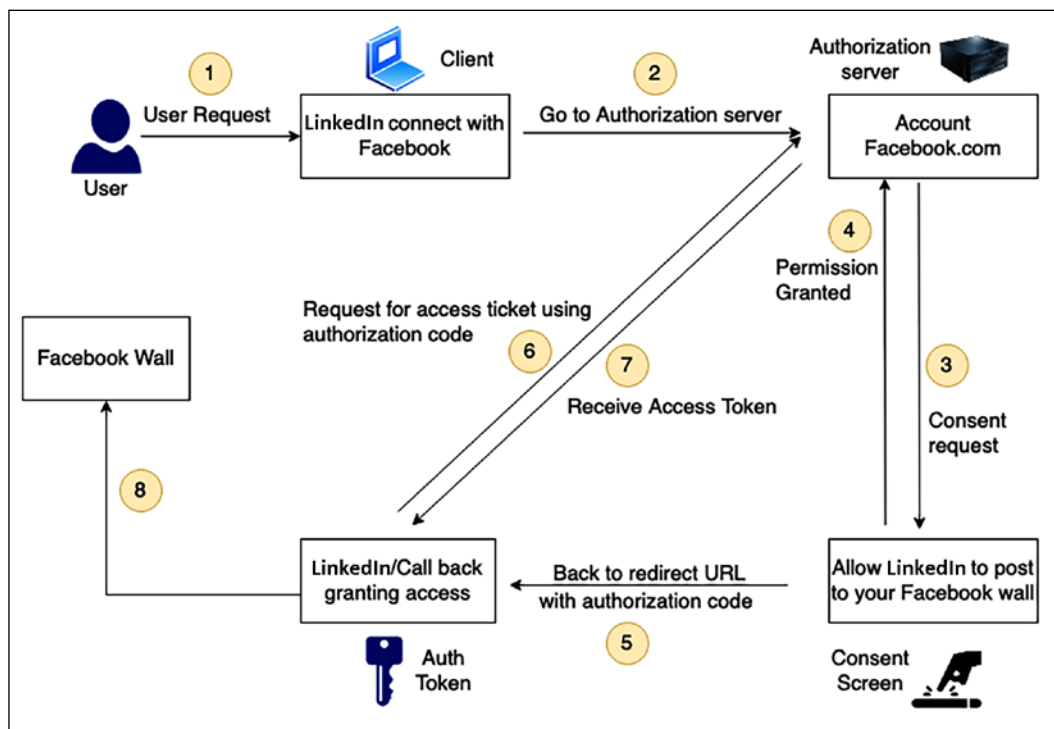 1
User Request
User
Client
LinkedIn connect with
Facebook
2
Go to Authorization server
Authorization
server
Account
Facebook.com
4
Permission
Granted
3
Consent
request
Request for access ticket using
authorization code
6
7
Receive Access Token
Facebook Wall
8
LinkedIn/Call back
granting access
Auth
Token
Back to redirect URL
with authorization code
5
Allow LinkedIn to post
to your Facebook wall
Consent
Screen